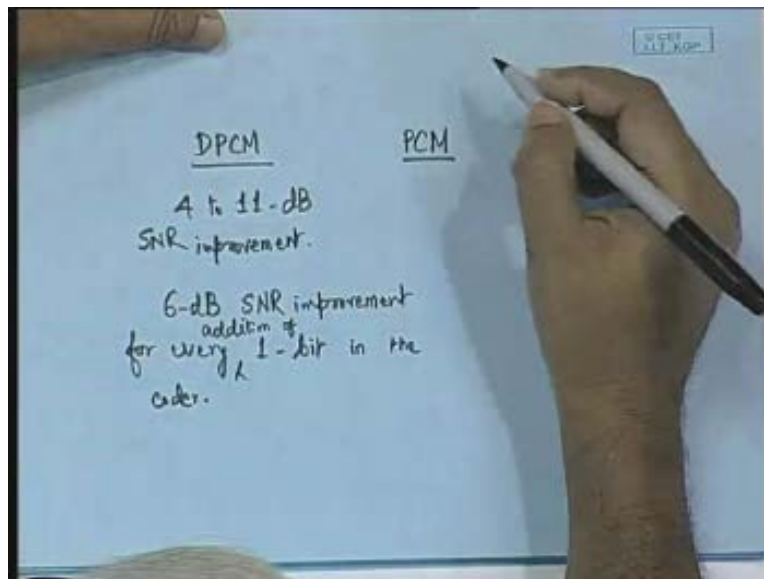 I.I.T. KGP
DPCM PCM
4 to 11-dB
SNR improvement.
6-dB SNR improvement
addition of
for every 1-bit in the
coder.